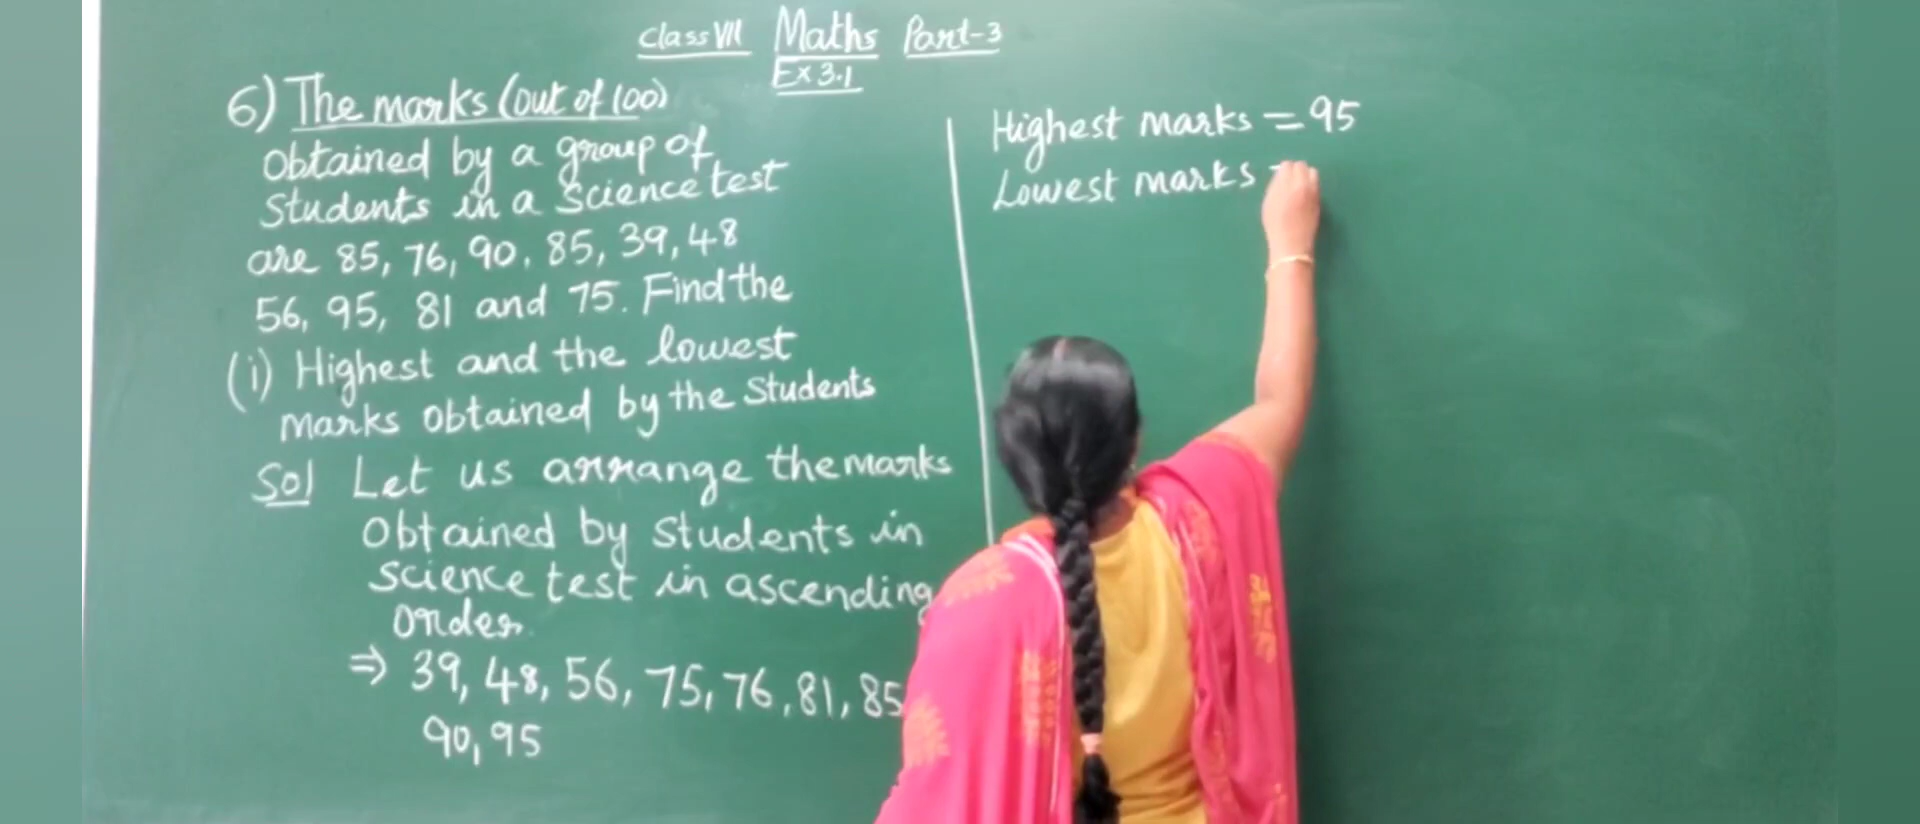 Class VII Maths Part-3
Ex 3.1
6) The marks (out of 100)
obtained by a group of
Students in a Science test
are 85, 76, 90, 85, 39, 48
56, 95, 81 and 75. Find the
(i) Highest and the lowest
marks obtained by the Students
Sol Let us arrange the marks
obtained by Students in
science test in ascending
order.
⇒ 39, 48, 56, 75, 76, 81, 85
90, 95
Highest marks = 95
Lowest marks =